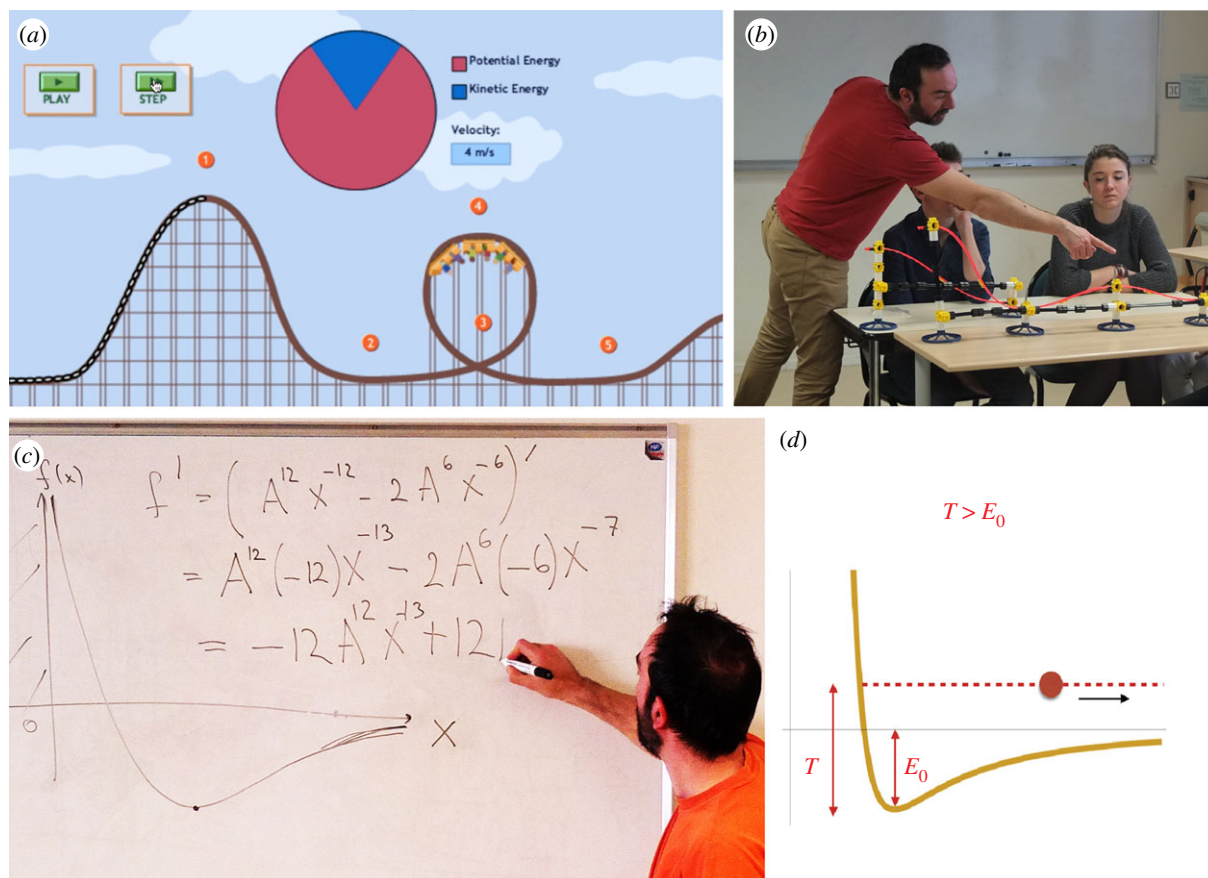 (a)
PLAY
STEP
Potential Energy
Kinetic Energy
Velocity:
4 m/s
1
4
3
2
5
(b)
(c)
f(x)
f' = (A¹²x⁻¹² - 2A⁶x⁻⁶)'
= A¹²(-12)x⁻¹³ - 2A⁶(-6)x⁻⁷
= -12A¹²x⁻¹³ + 12
0
x
(d)
T > E₀
T
E₀